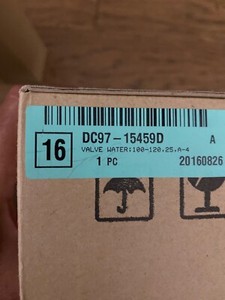 16
DC97-15459D A
VALVE WATER:100-120,25,A-4
1 PC 20160826